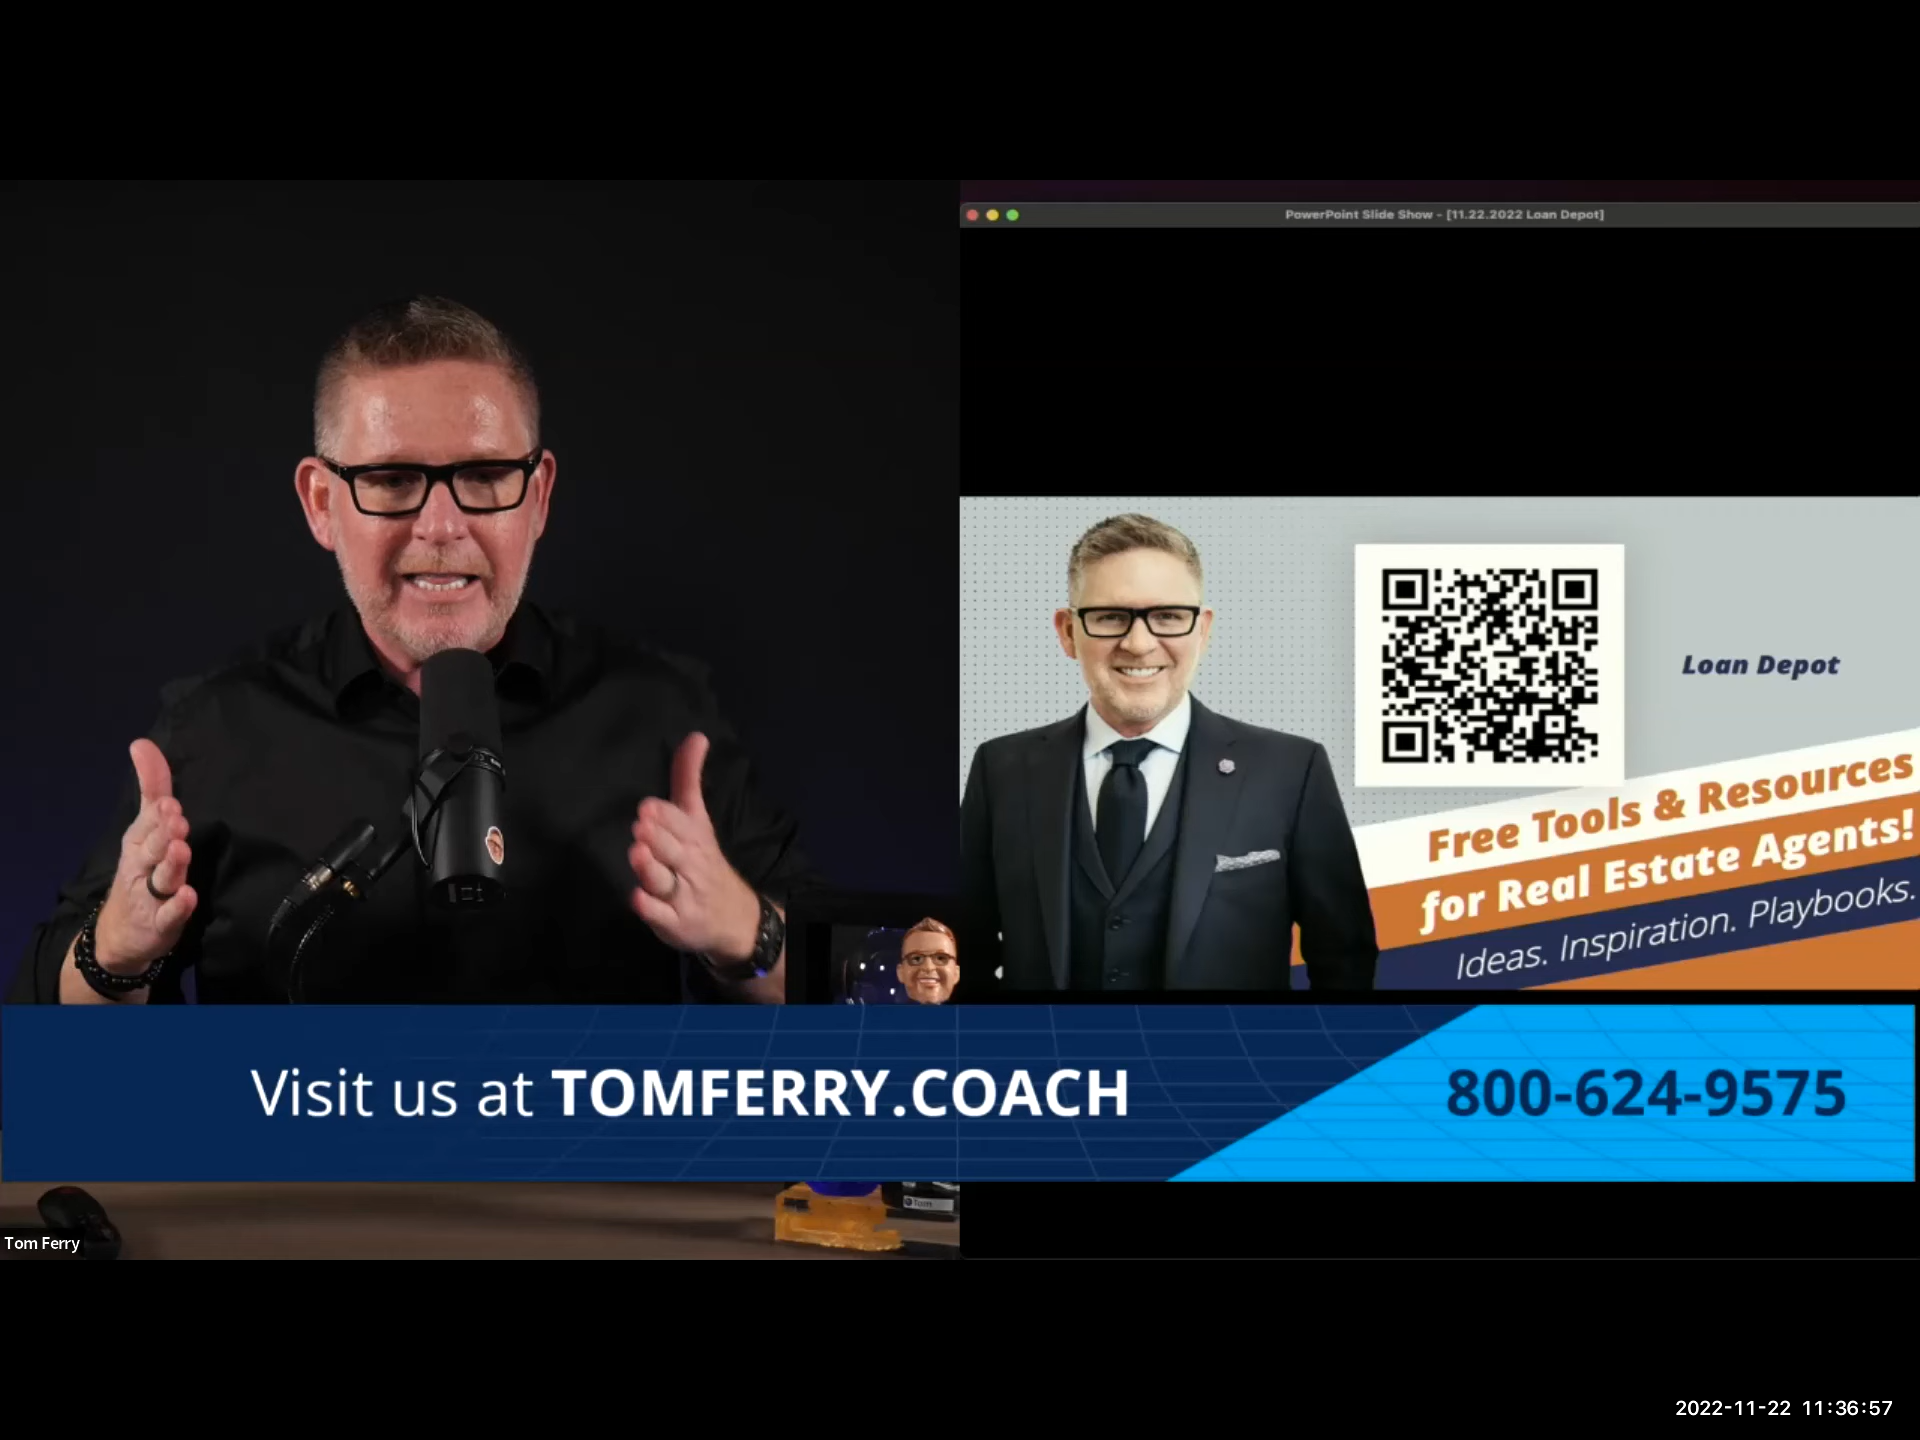 PowerPoint Slide Show - [11.22.2022 Loan Depot]
Loan Depot
Free Tools & Resources
for Real Estate Agents!
Ideas. Inspiration. Playbooks.
Visit us at TOMFERRY.COACH
800-624-9575
Tom
Tom Ferry
2022-11-22 11:36:57